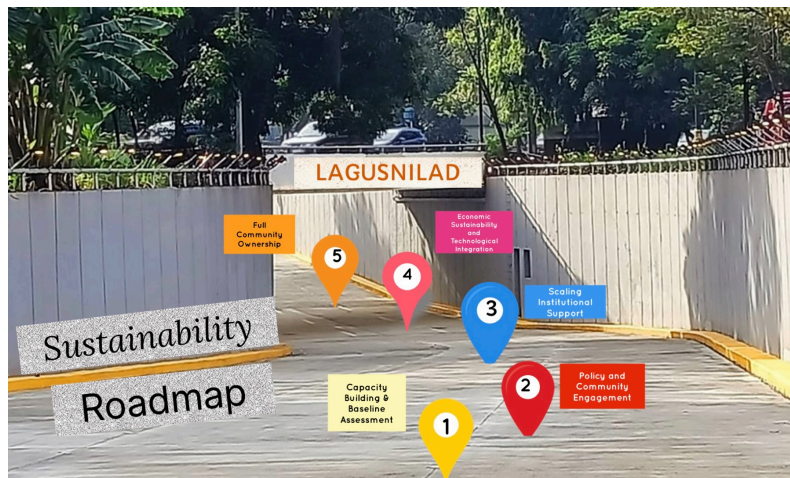 LAGUSNILAD
Full
Community
Ownership
5
Economic
Sustainability
and
Technological
Integration
4
3
Scaling
Institutional
Support
Sustainability
Roadmap
Capacity
Building &
Baseline
Assessment
1
2
Policy and
Community
Engagement